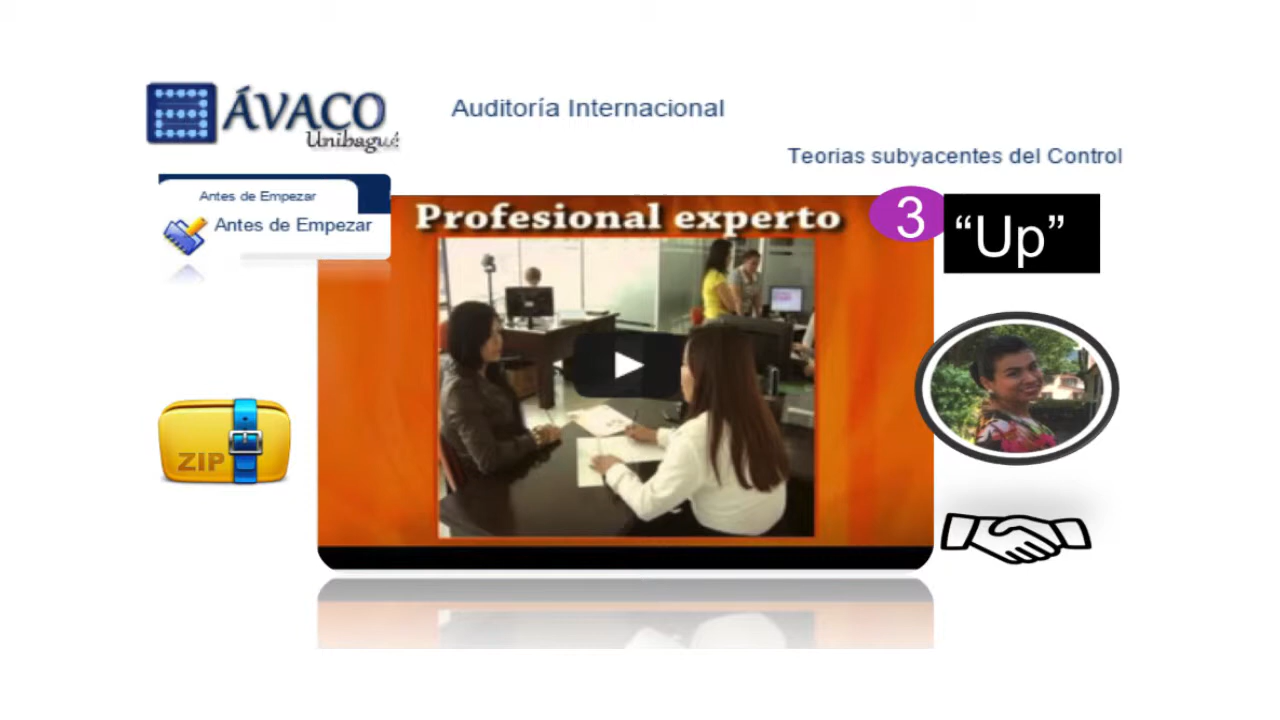 ÁVACO
Unibagué
Auditoría Internacional
Teorias subyacentes del Control
Antes de Empezar
Antes de Empezar
Profesional experto
3
“Up”
ZIP